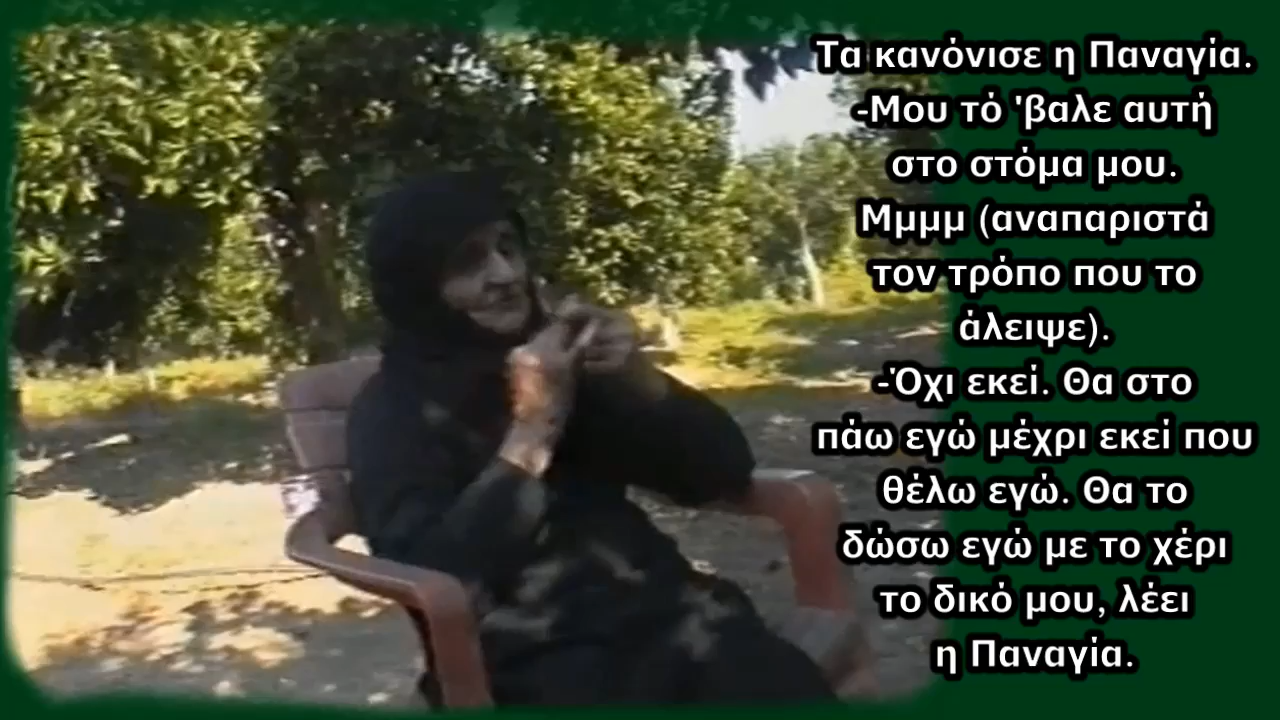 Τα κανόνισε η Παναγία.
-Μου τό 'βαλε αυτή
στο στόμα μου.
Μμμμ (αναπαριστά
τον τρόπο που το
άλειψε).
-Όχι εκεί. Θα στο
πάω εγώ μέχρι εκεί που
θέλω εγώ. Θα το
δώσω εγώ με το χέρι
το δικό μου, λέει
η Παναγία.